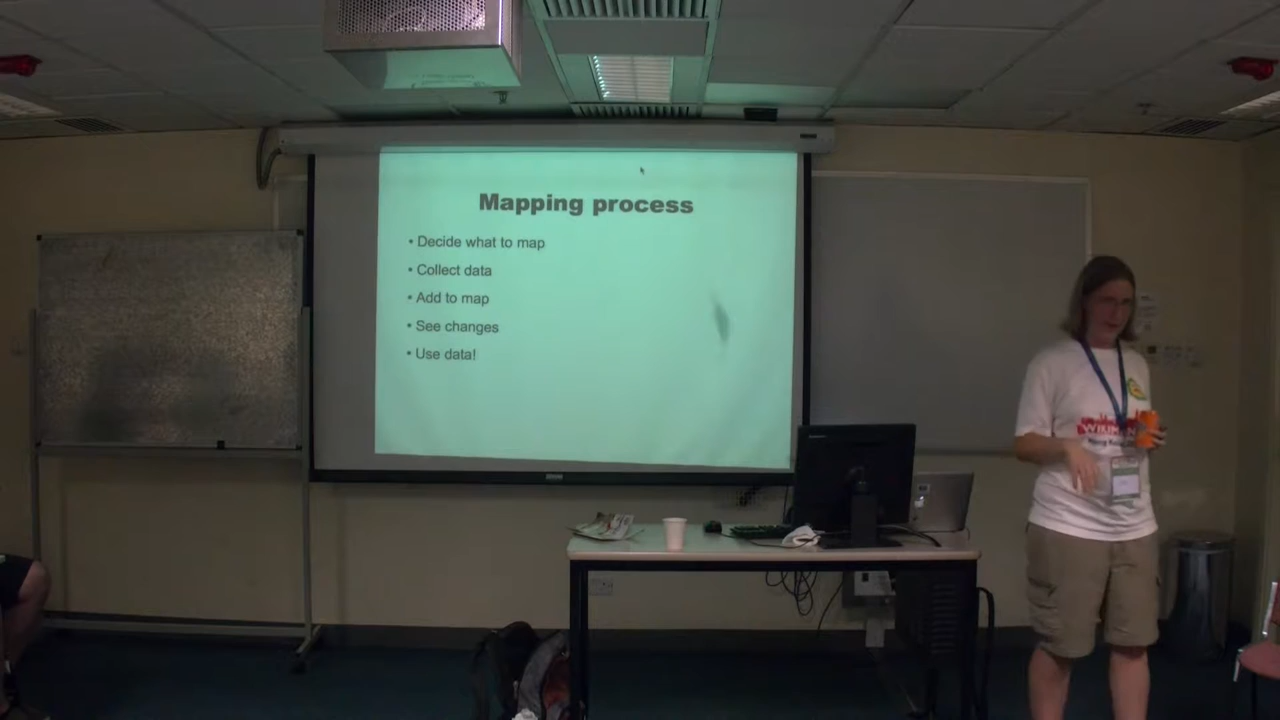 Mapping process
• Decide what to map
• Collect data
• Add to map
• See changes
• Use data!